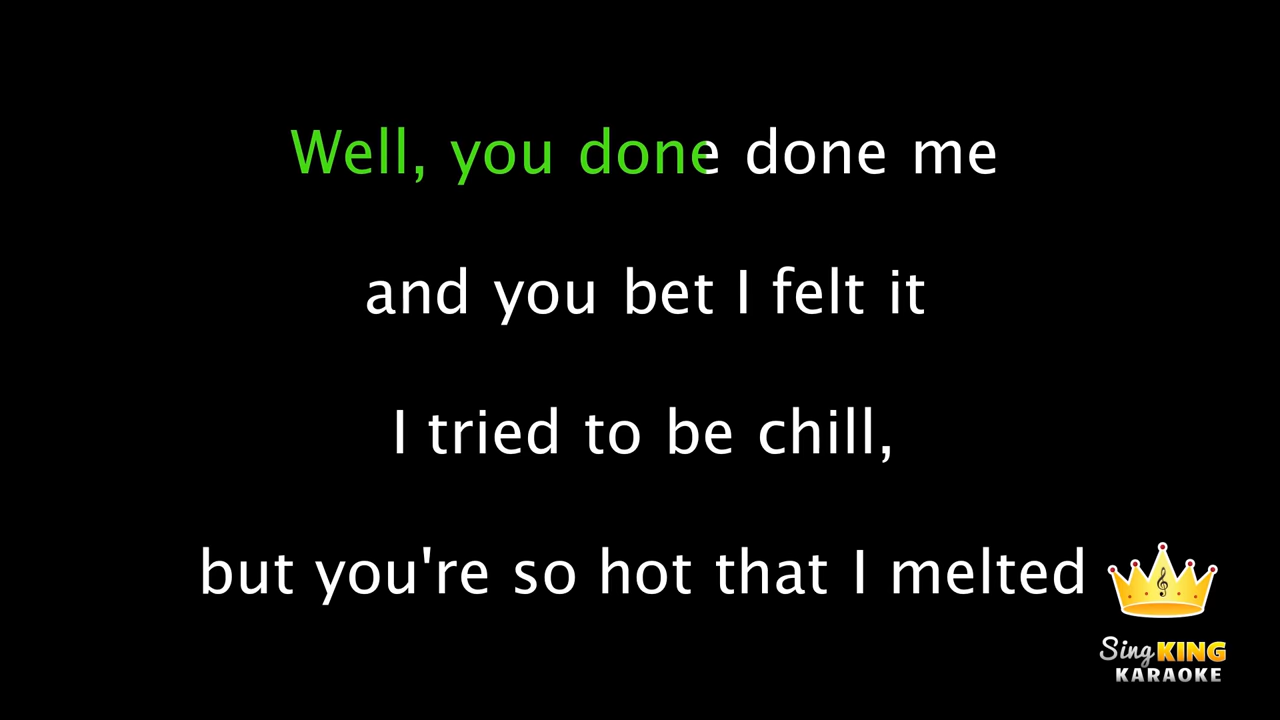 Well, you done done me
and you bet I felt it
I tried to be chill,
but you're so hot that I melted
Sing KING
KARAOKE